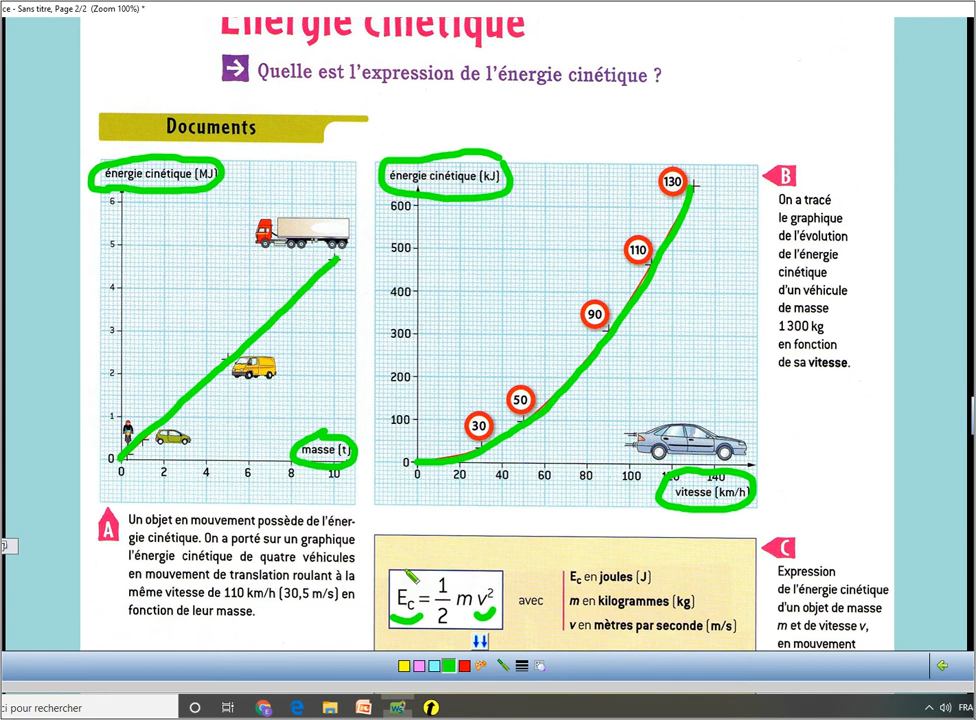 ce - Sans titre, Page 2/2 (Zoom 100%) *
Énergie cinétique
Quelle est l'expression de l'énergie cinétique ?
Documents
énergie cinétique (MJ)
6
5
4
3
2
1
0
0 2 4 6 8 10
masse (t)
énergie cinétique (kJ)
600
500
400
300
200
100
0
0 20 40 60 80 100 120 140
vitesse (km/h)
30
50
90
110
130
B
On a tracé
le graphique
de l'évolution
de l'énergie
cinétique
d'un véhicule
de masse
1300 kg
en fonction
de sa vitesse.
A
Un objet en mouvement possède de l'éner-
gie cinétique. On a porté sur un graphique
l'énergie cinétique de quatre véhicules
en mouvement de translation roulant à la
même vitesse de 110 km/h (30,5 m/s) en
fonction de leur masse.
Ec = 1/2 m v²
avec
Ec en joules (J)
m en kilogrammes (kg)
v en mètres par seconde (m/s)
C
Expression
de l'énergie cinétique
d'un objet de masse
m et de vitesse v,
en mouvement
ci pour rechercher
FRA